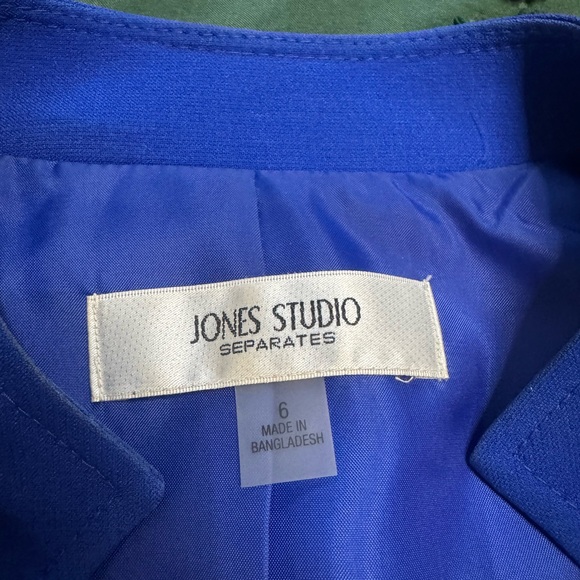 JONES STUDIO
SEPARATES
6
MADE IN
BANGLADESH